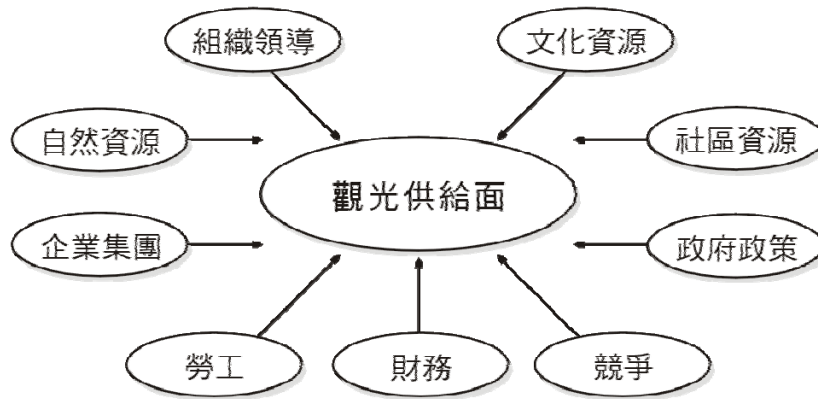 組織領導
文化資源
自然資源
社區資源
觀光供給面
企業集團
政府政策
勞工
財務
競爭